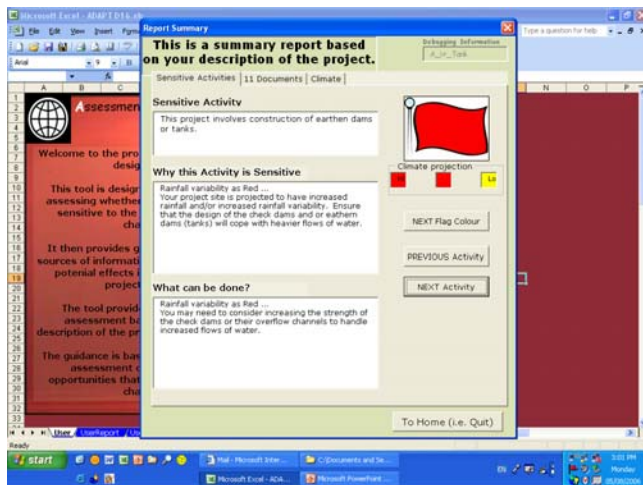 Microsoft Excel - ADAPT D16.xls
Report Summary
File Edit View Insert
Type a question for help
Arial
9
B
This is a summary report based
on your description of the project.
Debugging Information
Sensitive Activities
11 Documents
Climate
A B C D
N O P
Assessmen
Welcome to the pro
desig
This tool is design
assessing whether
sensitive to the
cha
It then provides g
sources of informati
potenial effects i
project
The tool provid
assessment ba
description of the pr
The guidance is bas
assessment o
opportunities that
cha
Sensitive Activity
This project involves construction of earthen dams
or tanks.
Why this Activity is Sensitive
Rainfall variability as Red ...
Your project site is projected to have increased
rainfall and/or increased rainfall variability. Ensure
that the design of the check dams and or eathern
dams (tanks) will cope with heavier flows of water.
What can be done?
Rainfall variability as Red ...
You may need to consider increasing the strength of
the check dams or their overflow channels to handle
increased flows of water.
Climate projection
Lo
NEXT Flag Colour
PREVIOUS Activity
NEXT Activity
To Home (i.e. Quit)
User
UserReport
Ready
start
Mail - Microsoft Inter...
C:\Documents and Se...
Microsoft Excel - ADA...
Microsoft PowerPoint ...
EN
3:01 PM
Monday